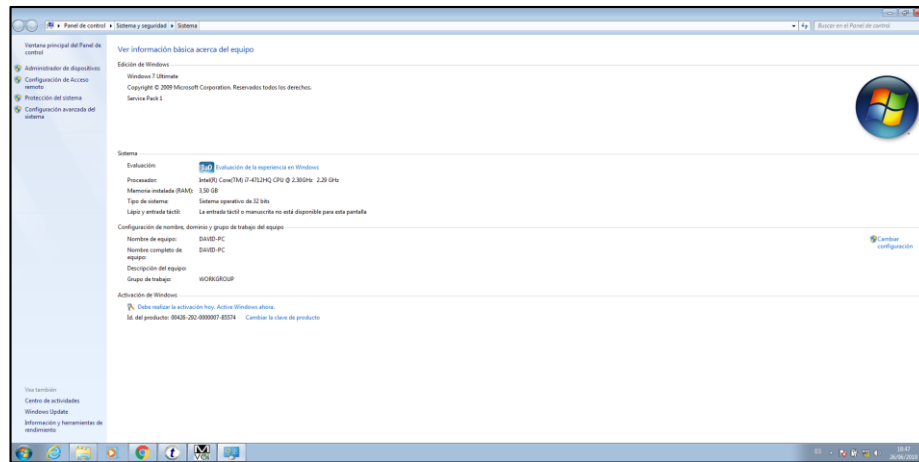 Panel de control ▸ Sistema y seguridad ▸ Sistema
Buscar en el Panel de control
Ventana principal del Panel de
control
Administrador de dispositivos
Configuración de Acceso
remoto
Protección del sistema
Configuración avanzada del
sistema
Ver información básica acerca del equipo
Edición de Windows
Windows 7 Ultimate
Copyright © 2009 Microsoft Corporation. Reservados todos los derechos.
Service Pack 1
Sistema
Evaluación: Evaluación de la experiencia en Windows
Procesador: Intel(R) Core(TM) i7-4712HQ CPU @ 2.30GHz 2.29 GHz
Memoria instalada (RAM): 3,50 GB
Tipo de sistema: Sistema operativo de 32 bits
Lápiz y entrada táctil: La entrada táctil o manuscrita no está disponible para esta pantalla
Configuración de nombre, dominio y grupo de trabajo del equipo
Nombre de equipo: DAVID-PC
Cambiar
configuración
Nombre completo de DAVID-PC
equipo:
Descripción del equipo:
Grupo de trabajo: WORKGROUP
Activación de Windows
Debe realizar la activación hoy. Active Windows ahora.
Id. del producto: 00426-292-0000007-85574 Cambiar la clave de producto
Vea también
Centro de actividades
Windows Update
Información y herramientas de
rendimiento
ES
19:47
26/06/2019